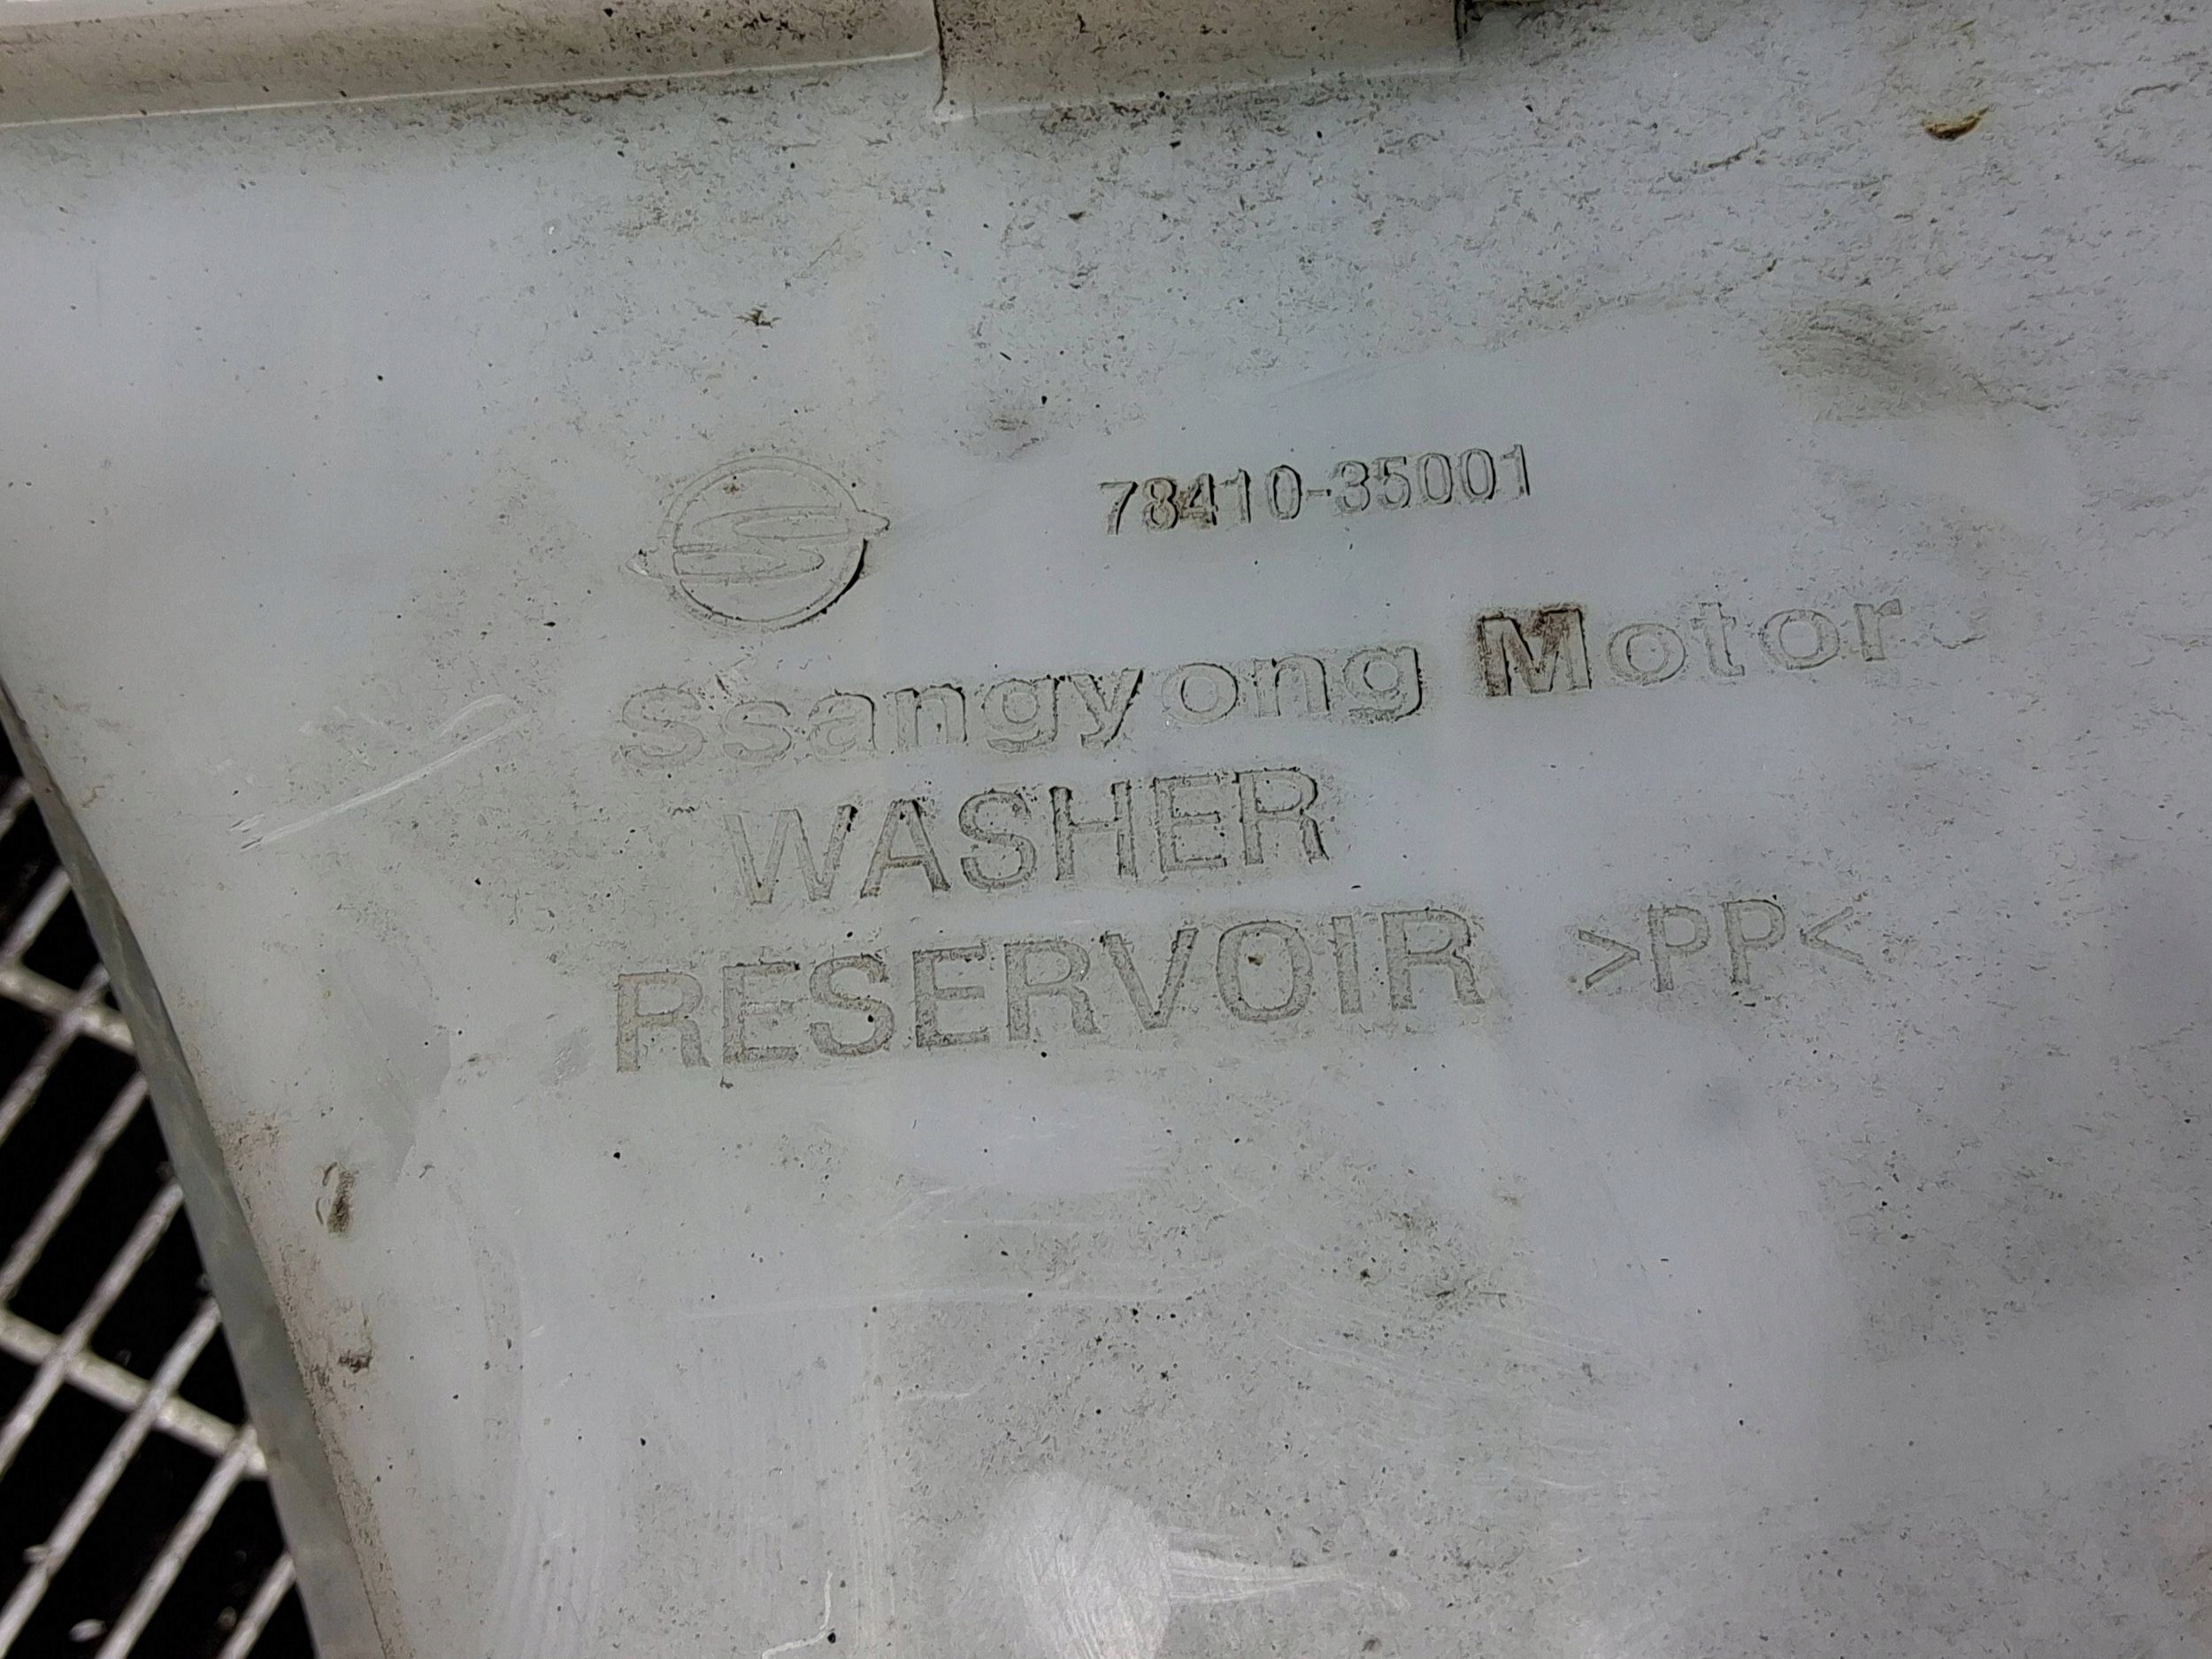 78410-35001
Ssangyong Motor
WASHER
RESERVOIR >PP<